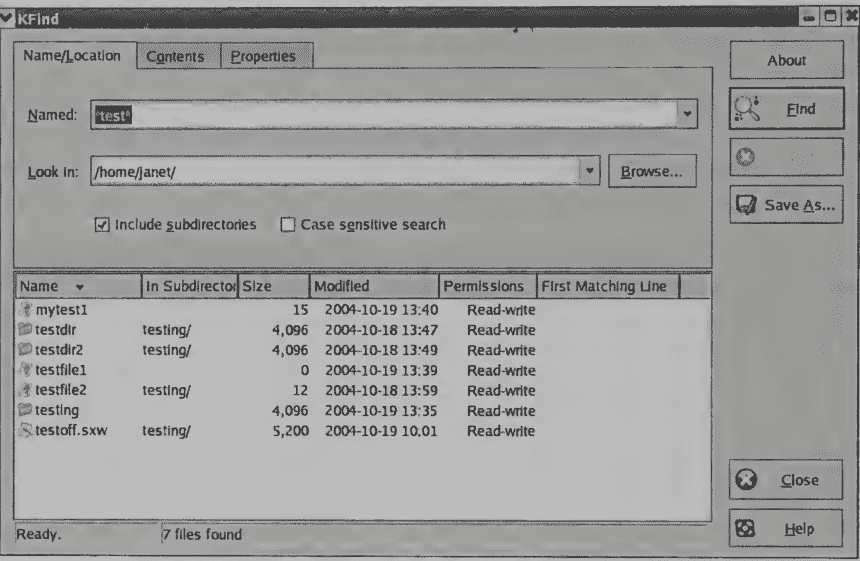 KFind
Name/Location Contents Properties
About
Named: *test*
Find
Look in: /home/janet/ Browse...
Save As...
Include subdirectories Case sensitive search
Name In Subdirector Size Modified Permissions First Matching Line
mytest1 15 2004-10-19 13:40 Read-write
testdir testing/ 4,096 2004-10-18 13:47 Read-write
testdir2 testing/ 4,096 2004-10-18 13:49 Read-write
testfile1 0 2004-10-19 13:39 Read-write
testfile2 testing/ 12 2004-10-18 13:59 Read-write
testing 4,096 2004-10-19 13:35 Read-write
testoff.sxw testing/ 5,200 2004-10-19 10.01 Read-write
Close
Help
Ready. 7 files found